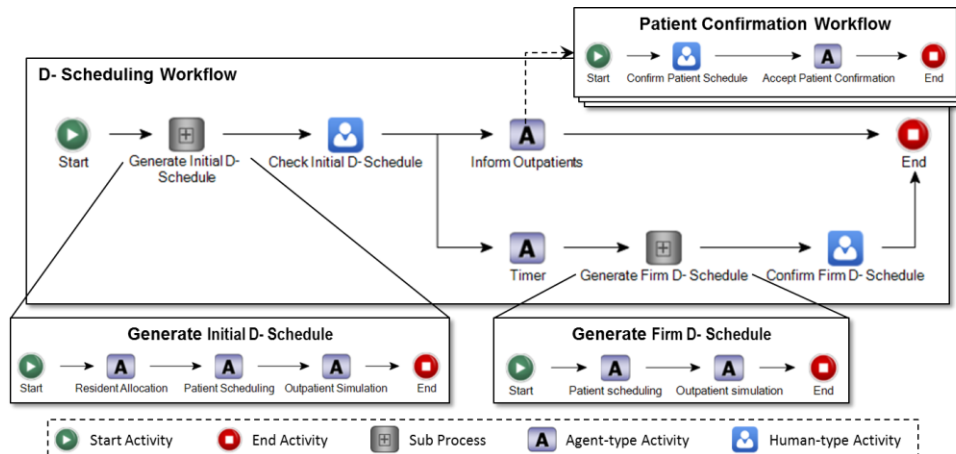 Patient Confirmation Workflow
Start
Confirm Patient Schedule
Accept Patient Confirmation
End
D- Scheduling Workflow
Start
Generate Initial D-
Schedule
Check Initial D- Schedule
Inform Outpatients
End
Timer
Generate Firm D- Schedule
Confirm Firm D- Schedule
Generate Initial D- Schedule
Start
Resident Allocation
Patient Scheduling
Outpatient Simulation
End
Generate Firm D- Schedule
Start
Patient scheduling
Outpatient simulation
End
Start Activity
End Activity
Sub Process
A
Agent-type Activity
Human-type Activity